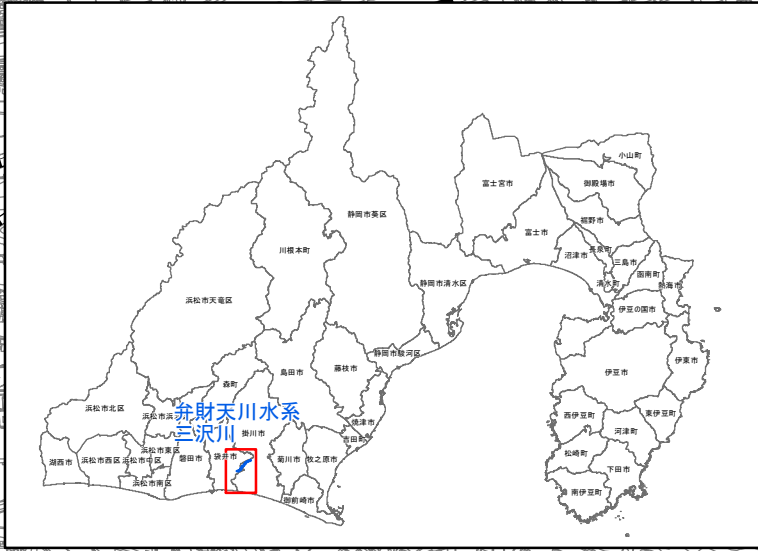 小山町
富士宮市
御殿場市
静岡市葵区
裾野市
富士市
川根本町
長泉町
沼津市
三島市
函南町
静岡市清水区
清水町
熱海市
浜松市天竜区
伊豆の国市
静岡市駿河区
伊東市
島田市
藤枝市
伊豆市
森町
浜松市北区
浜松市浜
弁財天川水系
三沢川
西伊豆町
東伊豆町
焼津市
河津町
掛川市
吉田町
浜松市東区
松崎町
湖西市
浜松市西区
浜松市中区
磐田市
袋井市
菊川市
牧之原市
下田市
浜松市南区
南伊豆町
御前崎市